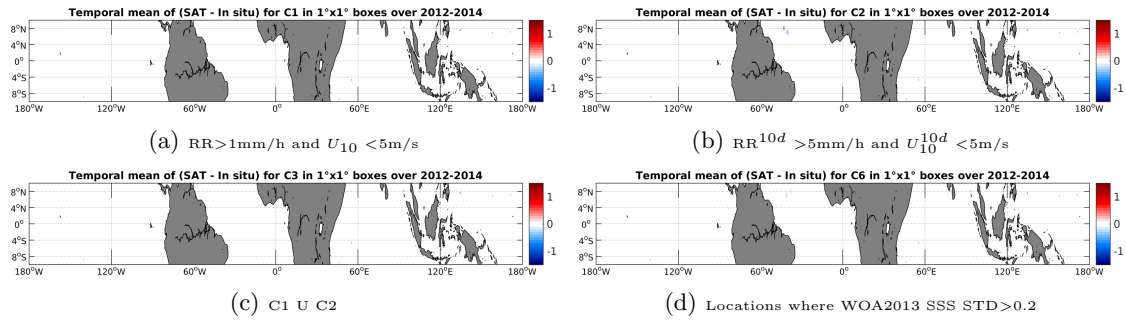 Temporal mean of (SAT - In situ) for C1 in 1°x1° boxes over 2012-2014
8°N
4°N
0°
4°S
8°S
180°W 120°W 60°W 0° 60°E 120°E 180°W
1
0
-1
(a) RR>1mm/h and U10 <5m/s
Temporal mean of (SAT - In situ) for C2 in 1°x1° boxes over 2012-2014
8°N
4°N
0°
4°S
8°S
180°W 120°W 60°W 0° 60°E 120°E 180°W
1
0
-1
(b) RR^10d >5mm/h and U10^10d <5m/s
Temporal mean of (SAT - In situ) for C3 in 1°x1° boxes over 2012-2014
8°N
4°N
0°
4°S
8°S
180°W 120°W 60°W 0° 60°E 120°E 180°W
1
0
-1
(c) C1 U C2
Temporal mean of (SAT - In situ) for C6 in 1°x1° boxes over 2012-2014
8°N
4°N
0°
4°S
8°S
180°W 120°W 60°W 0° 60°E 120°E 180°W
1
0
-1
(d) Locations where WOA2013 SSS STD>0.2